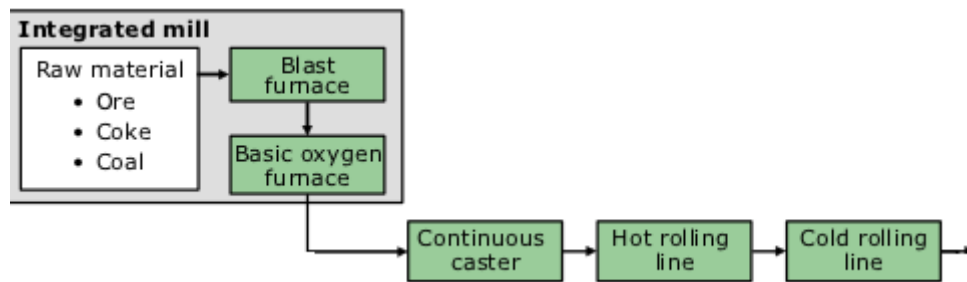 Integrated mill
Raw material
• Ore
• Coke
• Coal
Blast
furnace
Basic oxygen
furnace
Continuous
caster
Hot rolling
line
Cold rolling
line